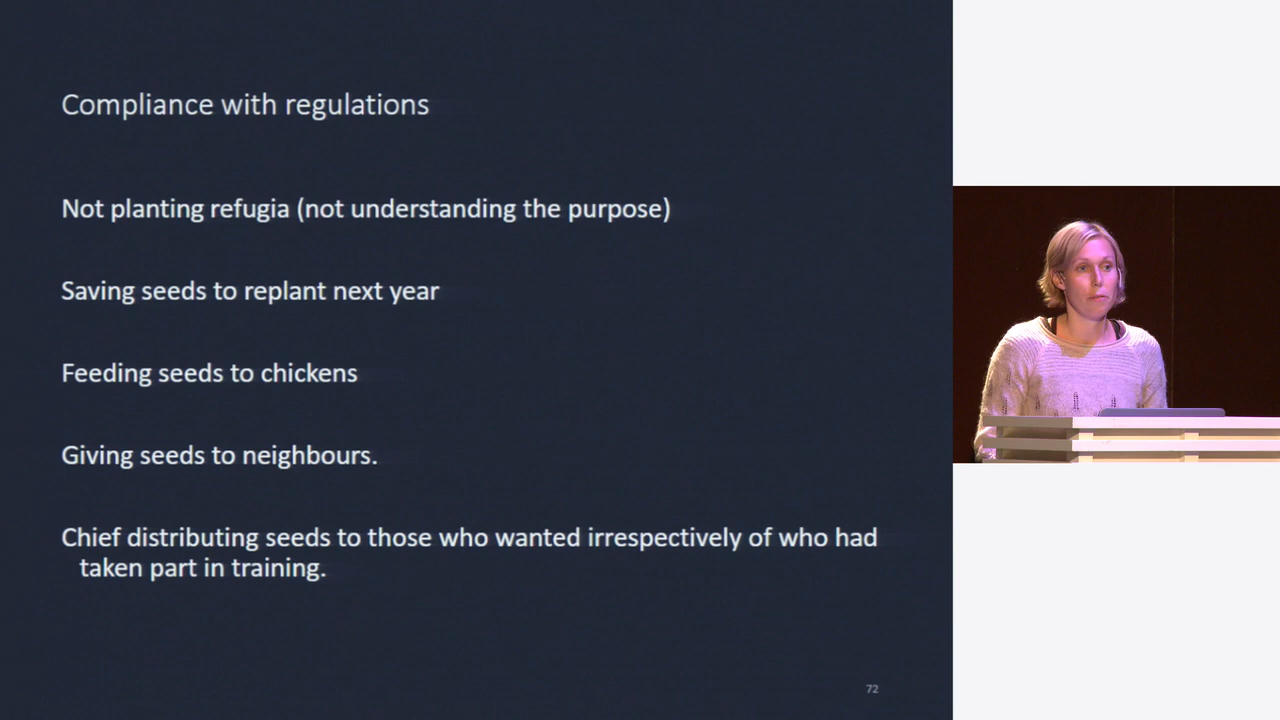 Compliance with regulations
Not planting refugia (not understanding the purpose)
Saving seeds to replant next year
Feeding seeds to chickens
Giving seeds to neighbours.
Chief distributing seeds to those who wanted irrespectively of who had
taken part in training.
72